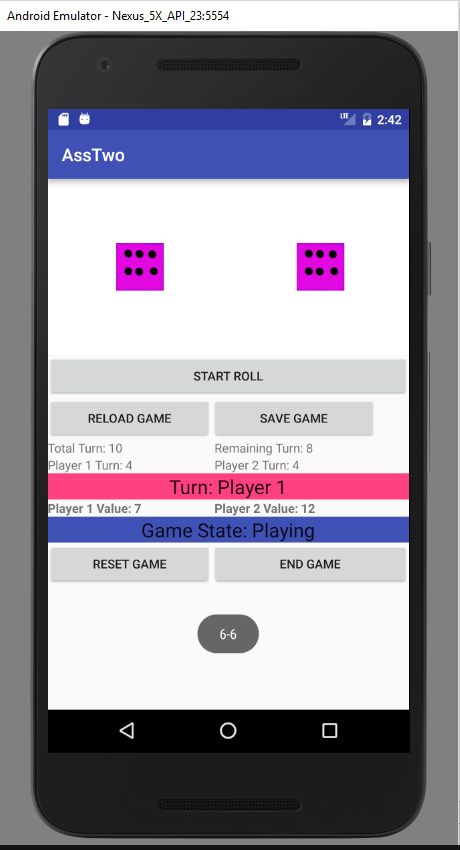 Android Emulator - Nexus_5X_API_23:5554
LTE 2:42
AssTwo
START ROLL
RELOAD GAME SAVE GAME
Total Turn: 10 Remaining Turn: 8
Player 1 Turn: 4 Player 2 Turn: 4
Turn: Player 1
Player 1 Value: 7 Player 2 Value: 12
Game State: Playing
RESET GAME END GAME
6-6